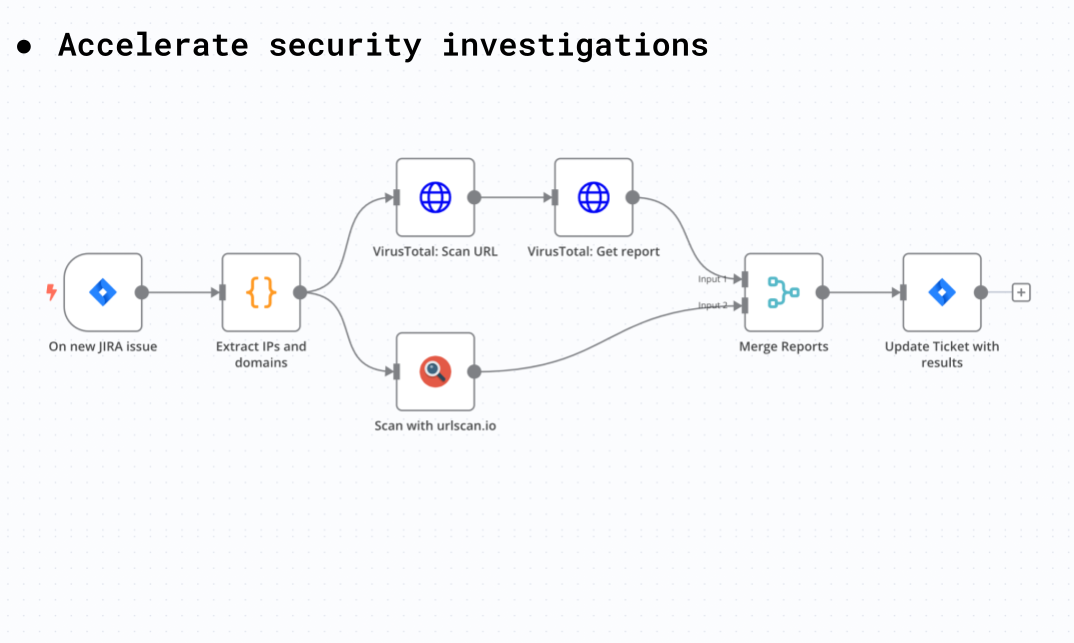 ● Accelerate security investigations
VirusTotal: Scan URL
VirusTotal: Get report
Input 1
Input 2
On new JIRA issue
Extract IPs and
domains
Merge Reports
Update Ticket with
results
Scan with urlscan.io